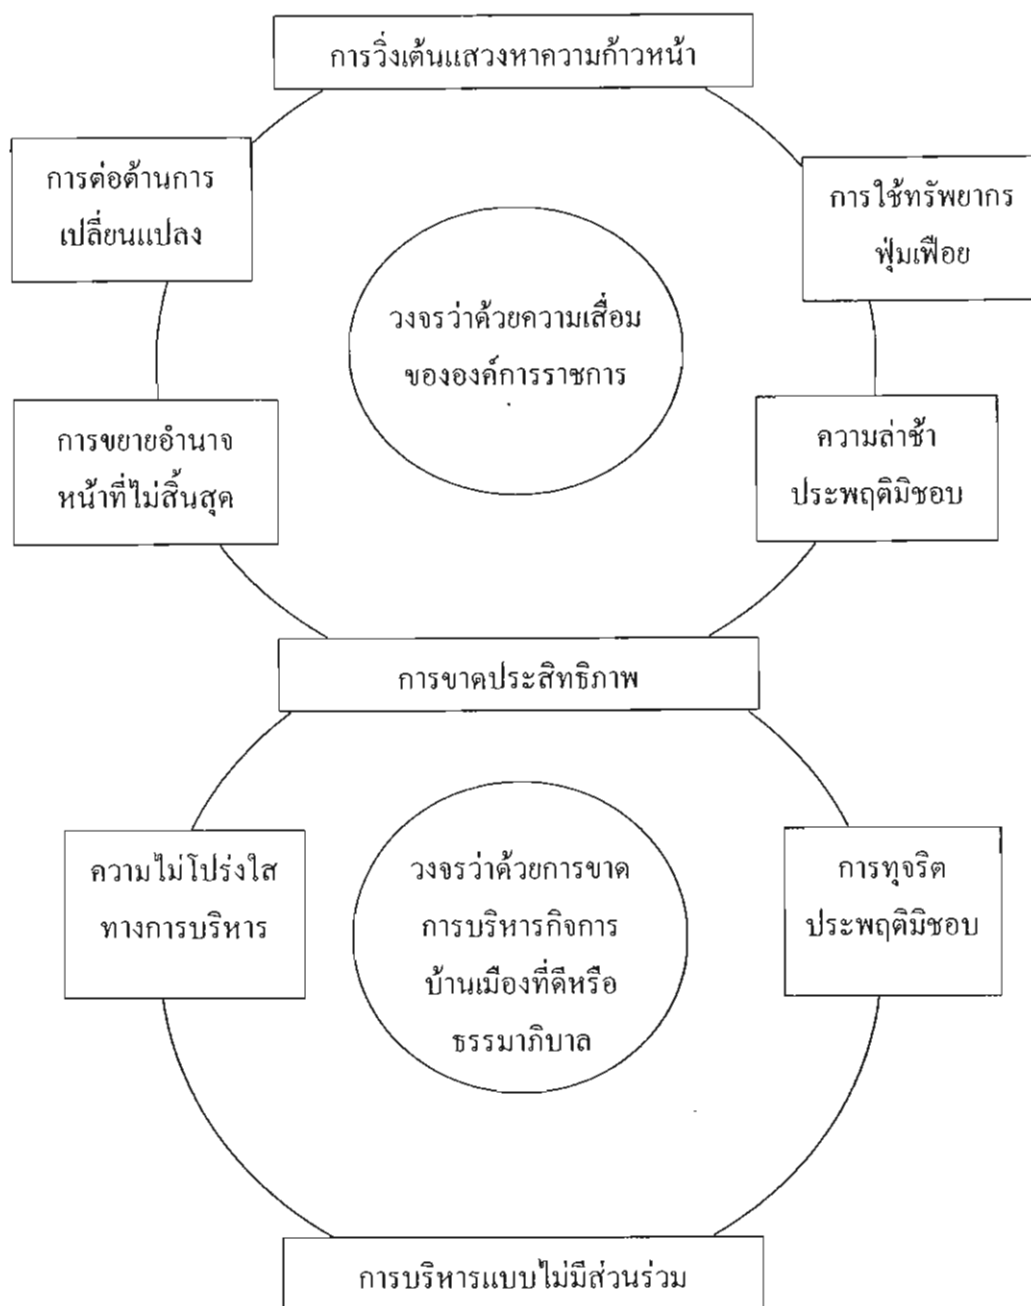 การวิ่งเต้นแสวงหาความก้าวหน้า
การต่อต้านการ
เปลี่ยนแปลง
การใช้ทรัพยากร
ฟุ่มเฟือย
วงจรว่าด้วยความเสื่อม
ขององค์การราชการ
การขยายอำนาจ
หน้าที่ไม่สิ้นสุด
ความล่าช้า
ประพฤติมิชอบ
การขาดประสิทธิภาพ
ความไม่โปร่งใส
ทางการบริหาร
วงจรว่าด้วยการขาด
การบริหารกิจการ
บ้านเมืองที่ดีหรือ
ธรรมาภิบาล
การทุจริต
ประพฤติมิชอบ
การบริหารแบบไม่มีส่วนร่วม